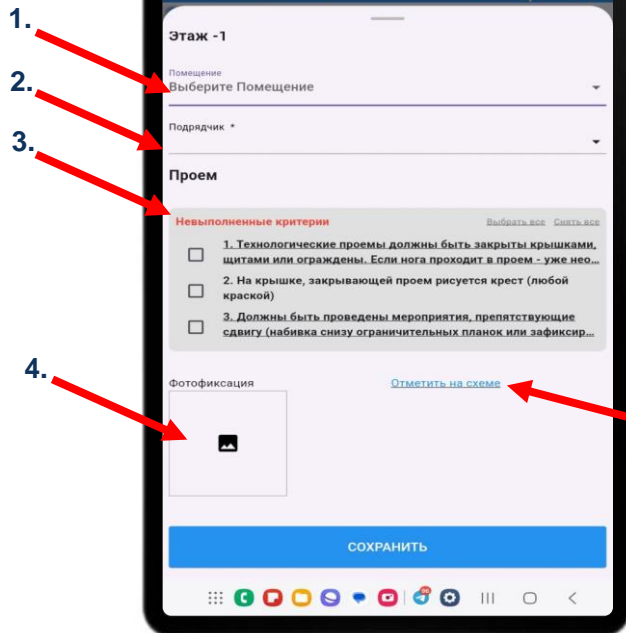 1.
Этаж -1
Помещение
2.
Выберите Помещение
Подрядчик *
3.
Проем
Невыполненные критерии
Выбрать все Снять все
1. Технологические проемы должны быть закрыты крышками,
щитами или ограждены. Если нога проходит в проем - уже нео...
2. На крышке, закрывающей проем рисуется крест (любой
краской)
3. Должны быть проведены мероприятия, препятствующие
сдвигу (набивка снизу ограничительных планок или зафиксир...
4.
Фотофиксация
Отметить на схеме
СОХРАНИТЬ